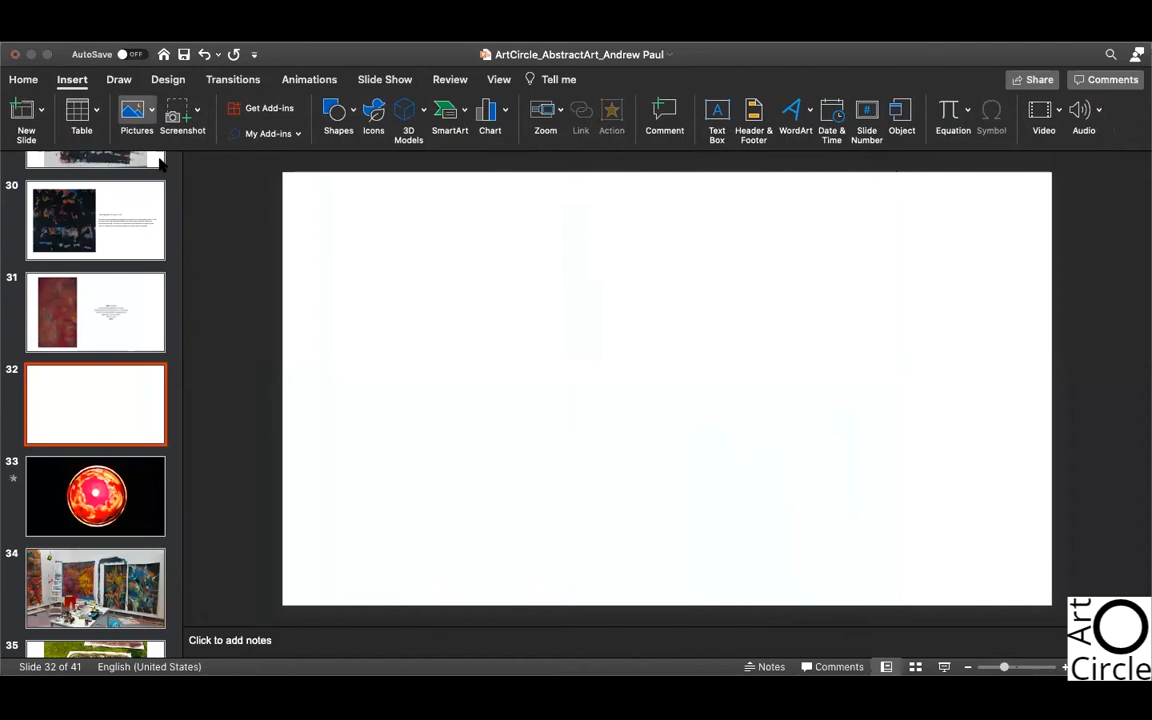 AutoSave OFF
ArtCircle_AbstractArt_Andrew Paul
Home Insert Draw Design Transitions Animations Slide Show Review View Tell me Share Comments
New Slide
Table
Pictures
Screenshot
Get Add-ins
My Add-ins
Shapes
Icons
3D Models
SmartArt
Chart
Zoom
Link
Action
Comment
Text Box
Header & Footer
WordArt
Date & Time
Slide Number
Object
Equation
Symbol
Video
Audio
30
31
32
33
34
35
Click to add notes
Slide 32 of 41 English (United States) Notes Comments
Art
Circle